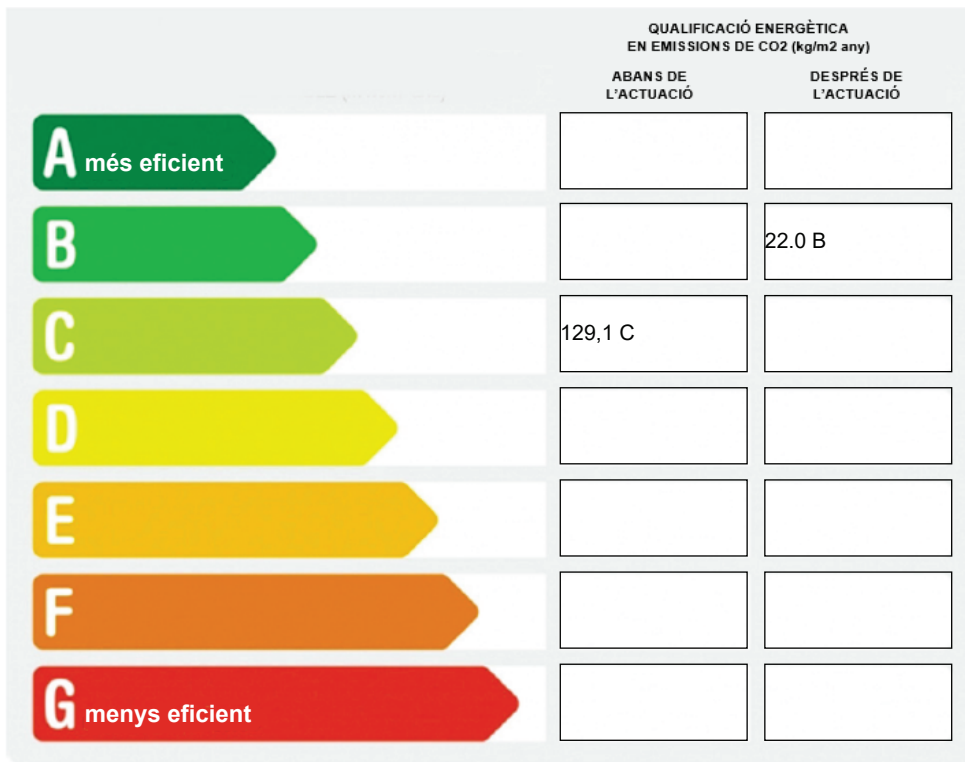 QUALIFICACIÓ ENERGÈTICA
EN EMISSIONS DE CO2 (kg/m2 any)
ABANS DE
L'ACTUACIÓ
DESPRÉS DE
L'ACTUACIÓ
A més eficient
B
22.0 B
C
129,1 C
D
E
F
G menys eficient